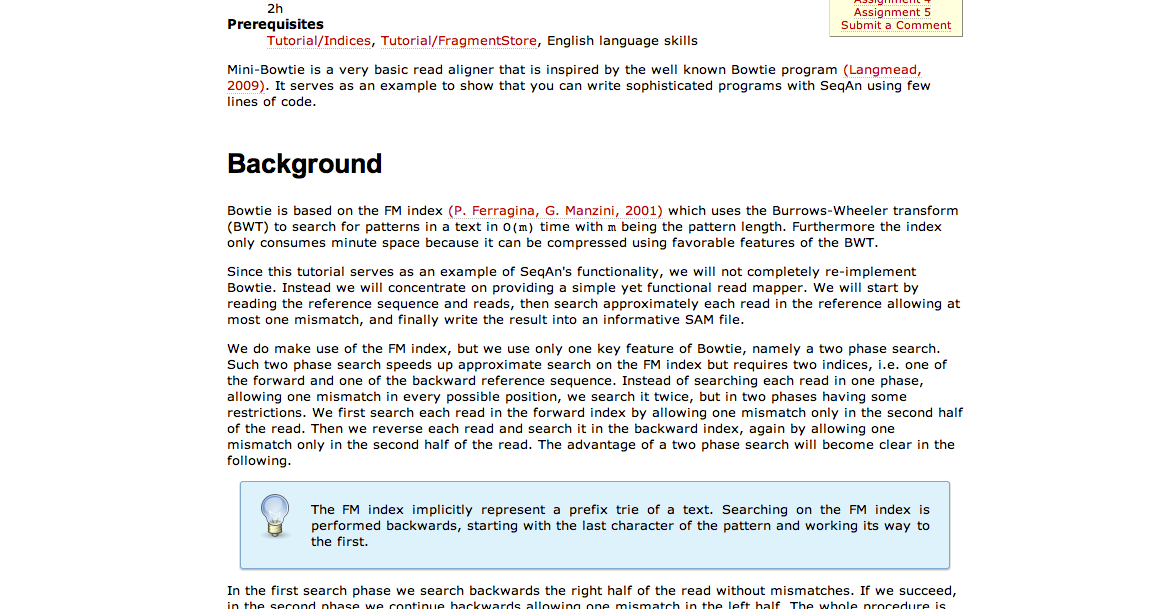 Assignment 4
2h
Assignment 5
Prerequisites
Submit a Comment
Tutorial/Indices, Tutorial/FragmentStore, English language skills
Mini-Bowtie is a very basic read aligner that is inspired by the well known Bowtie program (Langmead,
2009). It serves as an example to show that you can write sophisticated programs with SeqAn using few
lines of code.
Background
Bowtie is based on the FM index (P. Ferragina, G. Manzini, 2001) which uses the Burrows-Wheeler transform
(BWT) to search for patterns in a text in O(m) time with m being the pattern length. Furthermore the index
only consumes minute space because it can be compressed using favorable features of the BWT.
Since this tutorial serves as an example of SeqAn's functionality, we will not completely re-implement
Bowtie. Instead we will concentrate on providing a simple yet functional read mapper. We will start by
reading the reference sequence and reads, then search approximately each read in the reference allowing at
most one mismatch, and finally write the result into an informative SAM file.
We do make use of the FM index, but we use only one key feature of Bowtie, namely a two phase search.
Such two phase search speeds up approximate search on the FM index but requires two indices, i.e. one of
the forward and one of the backward reference sequence. Instead of searching each read in one phase,
allowing one mismatch in every possible position, we search it twice, but in two phases having some
restrictions. We first search each read in the forward index by allowing one mismatch only in the second half
of the read. Then we reverse each read and search it in the backward index, again by allowing one
mismatch only in the second half of the read. The advantage of a two phase search will become clear in the
following.
The FM index implicitly represent a prefix trie of a text. Searching on the FM index is
performed backwards, starting with the last character of the pattern and working its way to
the first.
In the first search phase we search backwards the right half of the read without mismatches. If we succeed,
in the second phase we continue backwards allowing one mismatch in the left half. The whole procedure is